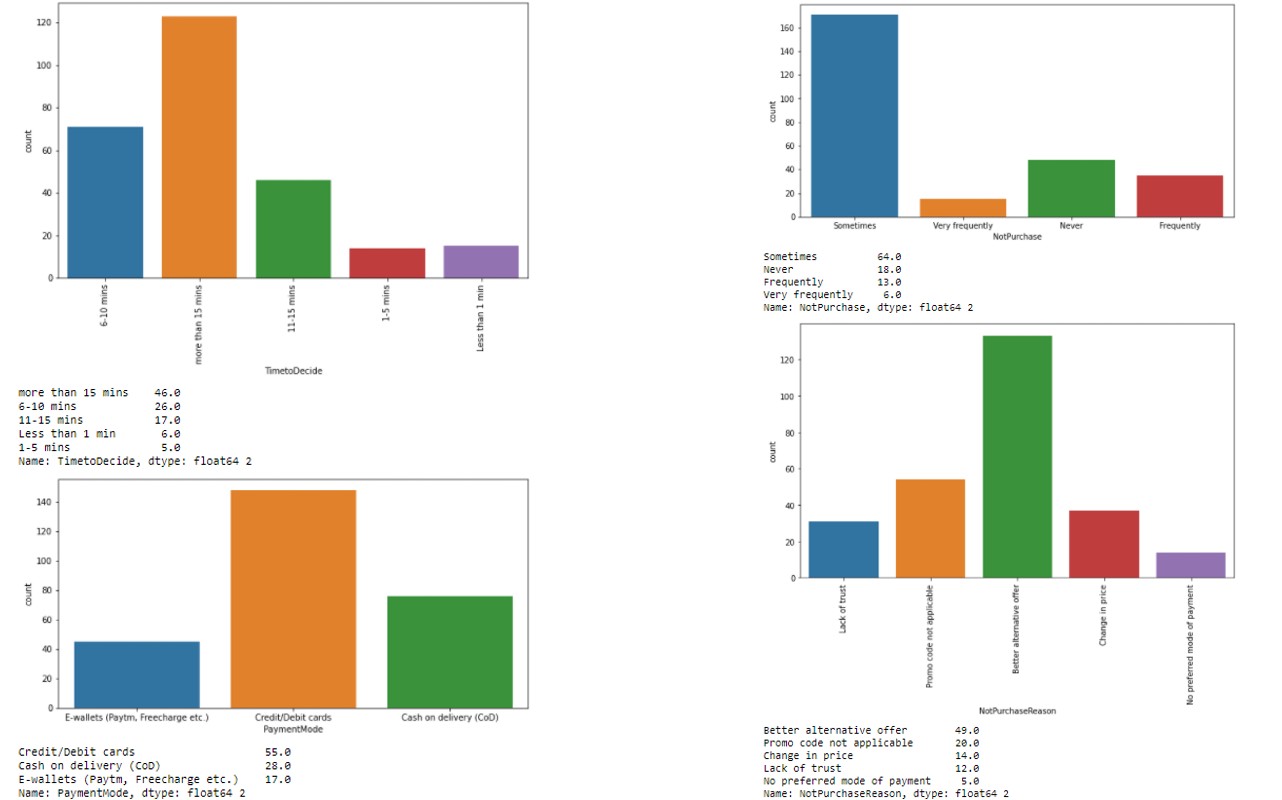 120
100
80
60
40
20
0
count
6-10 mins
more than 15 mins
11-15 mins
1-5 mins
Less than 1 min
TimetoDecide
more than 15 mins 46.0
6-10 mins 26.0
11-15 mins 17.0
Less than 1 min 6.0
1-5 mins 5.0
Name: TimetoDecide, dtype: float64 2
140
120
100
80
60
40
20
0
count
E-wallets (Paytm, Freecharge etc.) Credit/Debit cards Cash on delivery (CoD)
PaymentMode
Credit/Debit cards 55.0
Cash on delivery (CoD) 28.0
E-wallets (Paytm, Freecharge etc.) 17.0
Name: PaymentMode, dtype: float64 2
160
140
120
100
80
60
40
20
0
count
Sometimes Very frequently Never Frequently
NotPurchase
Sometimes 64.0
Never 18.0
Frequently 13.0
Very frequently 6.0
Name: NotPurchase, dtype: float64 2
120
100
80
60
40
20
0
count
Lack of trust
Promo code not applicable
Better alternative offer
Change in price
No preferred mode of payment
NotPurchaseReason
Better alternative offer 49.0
Promo code not applicable 20.0
Change in price 14.0
Lack of trust 12.0
No preferred mode of payment 5.0
Name: NotPurchaseReason, dtype: float64 2